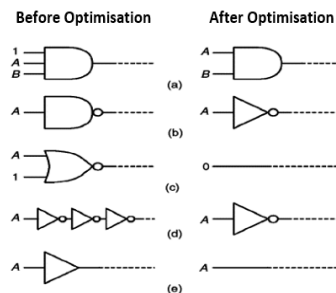 Before Optimisation After Optimisation
1
A
B
A
B
(a)
A
A
(b)
A
1
0
(c)
A
A
(d)
A
A
(e)